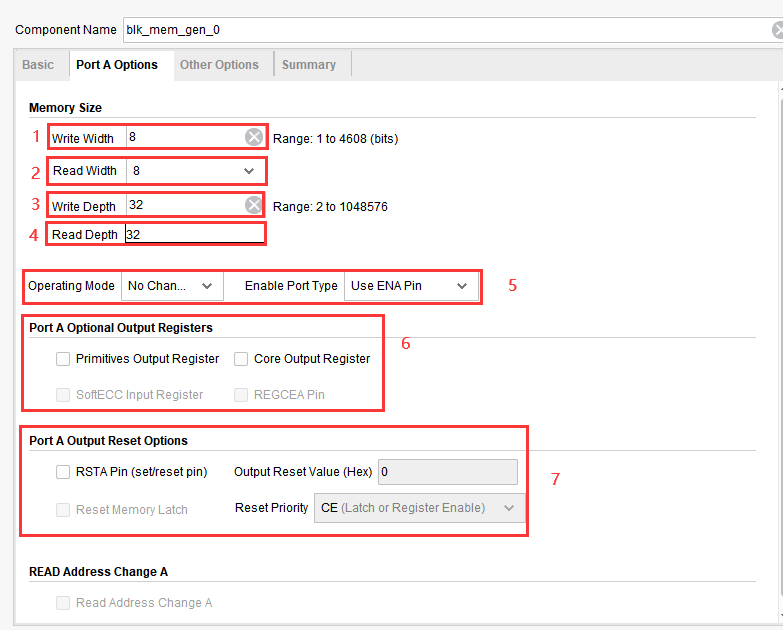 Component Name blk_mem_gen_0
Basic Port A Options Other Options Summary
Memory Size
1 Write Width 8 Range: 1 to 4608 (bits)
2 Read Width 8
3 Write Depth 32 Range: 2 to 1048576
4 Read Depth 32
Operating Mode No Chan... Enable Port Type Use ENA Pin 5
Port A Optional Output Registers
6
Primitives Output Register Core Output Register
SoftECC Input Register REGCEA Pin
Port A Output Reset Options
RSTA Pin (set/reset pin) Output Reset Value (Hex) 0
7
Reset Memory Latch Reset Priority CE (Latch or Register Enable)
READ Address Change A
Read Address Change A